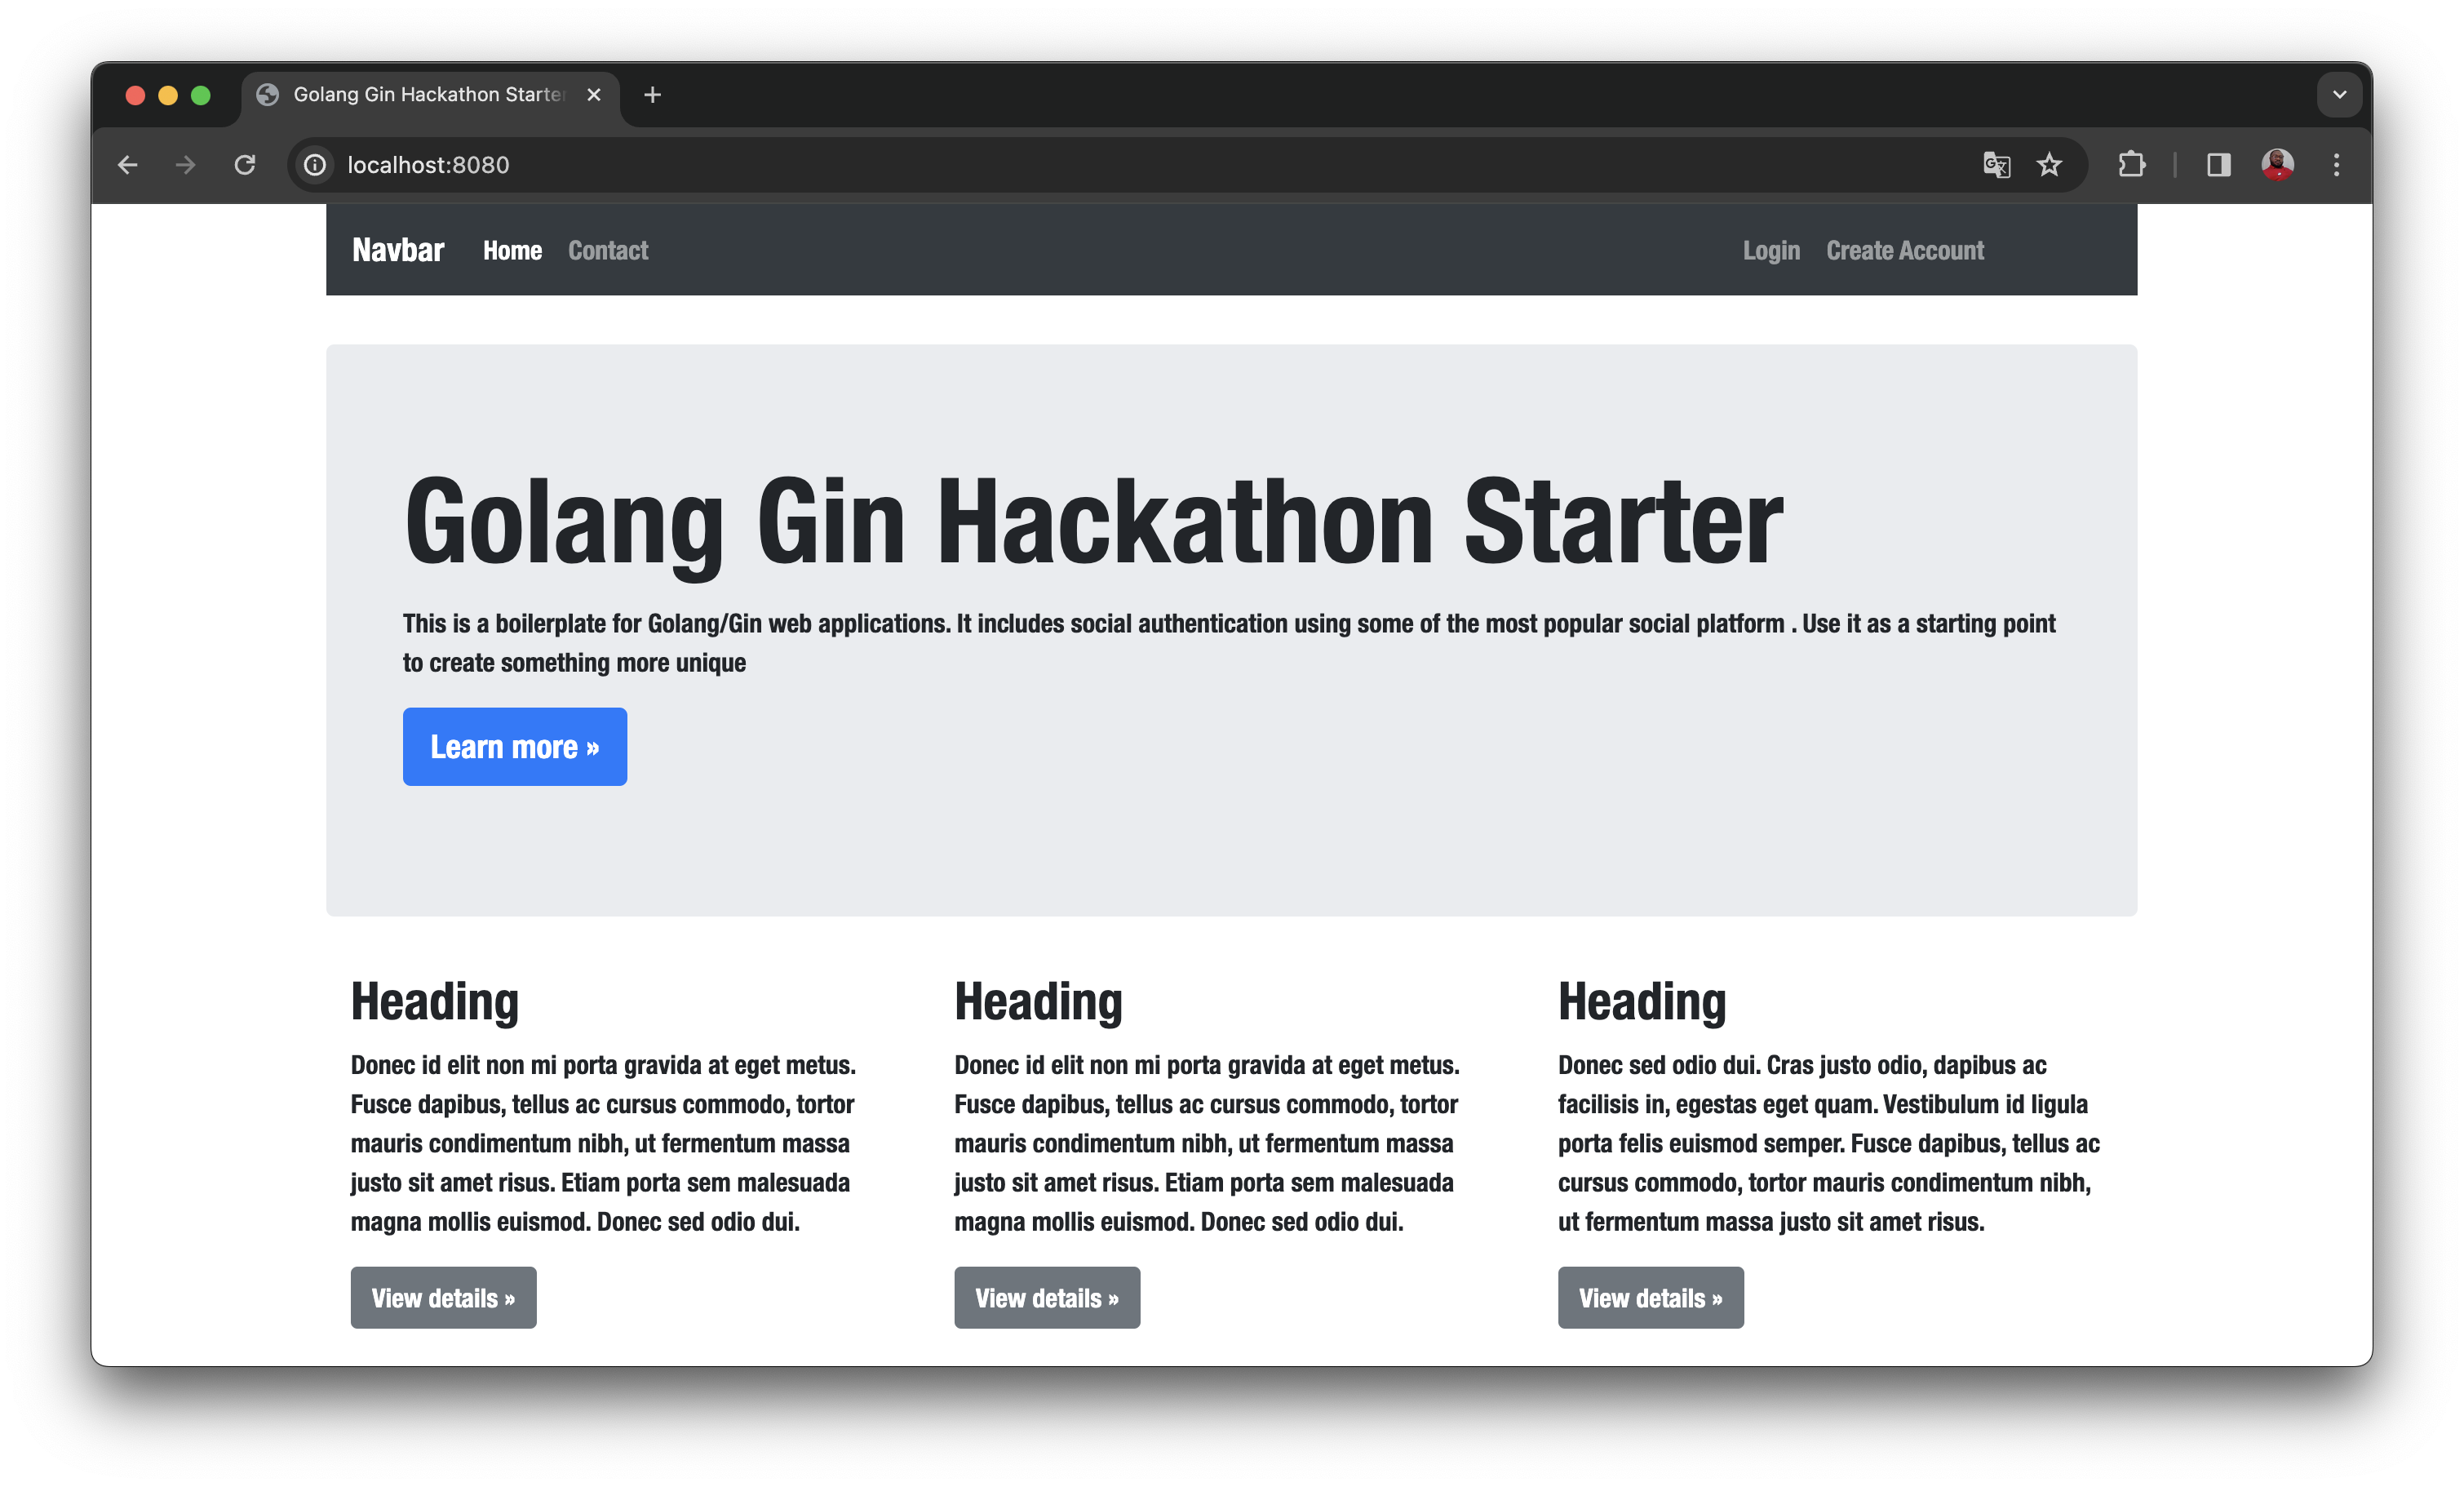 Golang Gin Hackathon Starter
localhost:8080
Navbar Home Contact Login Create Account
Golang Gin Hackathon Starter
This is a boilerplate for Golang/Gin web applications. It includes social authentication using some of the most popular social platform . Use it as a starting point
to create something more unique
Learn more »
Heading
Donec id elit non mi porta gravida at eget metus.
Fusce dapibus, tellus ac cursus commodo, tortor
mauris condimentum nibh, ut fermentum massa
justo sit amet risus. Etiam porta sem malesuada
magna mollis euismod. Donec sed odio dui.
View details »
Heading
Donec id elit non mi porta gravida at eget metus.
Fusce dapibus, tellus ac cursus commodo, tortor
mauris condimentum nibh, ut fermentum massa
justo sit amet risus. Etiam porta sem malesuada
magna mollis euismod. Donec sed odio dui.
View details »
Heading
Donec sed odio dui. Cras justo odio, dapibus ac
facilisis in, egestas eget quam. Vestibulum id ligula
porta felis euismod semper. Fusce dapibus, tellus ac
cursus commodo, tortor mauris condimentum nibh,
ut fermentum massa justo sit amet risus.
View details »